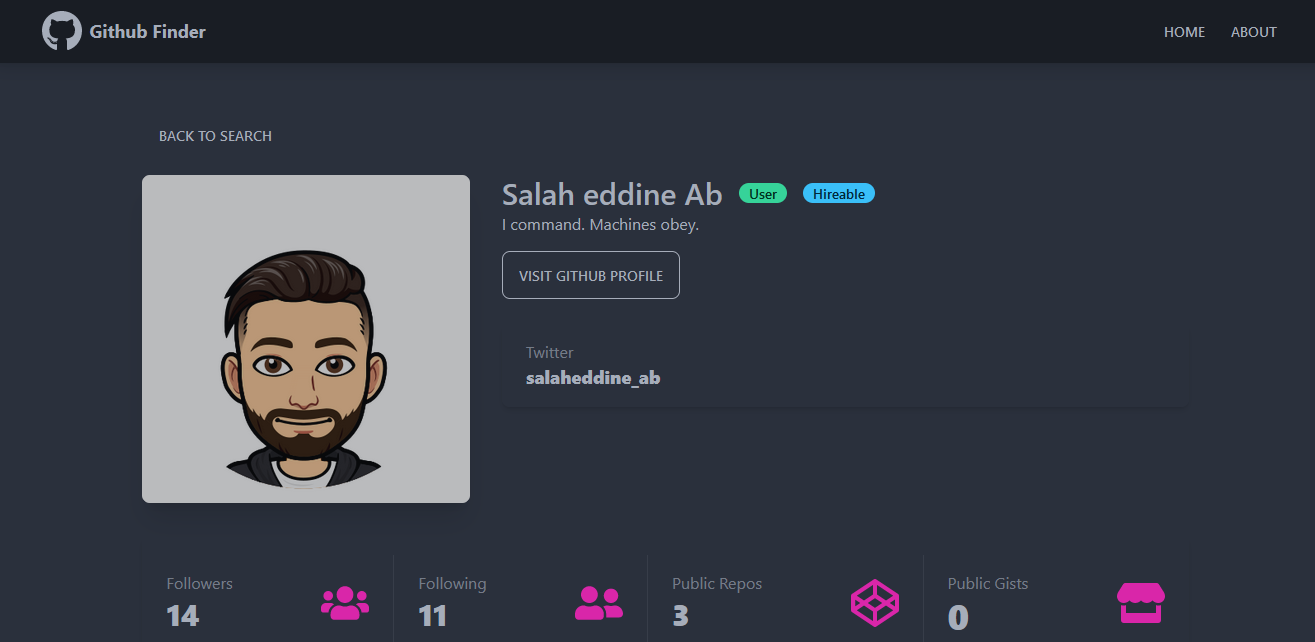 Github Finder
HOME
ABOUT
BACK TO SEARCH
Salah eddine Ab
User
Hireable
I command. Machines obey.
VISIT GITHUB PROFILE
Twitter
salaheddine_ab
Followers
14
Following
11
Public Repos
3
Public Gists
0